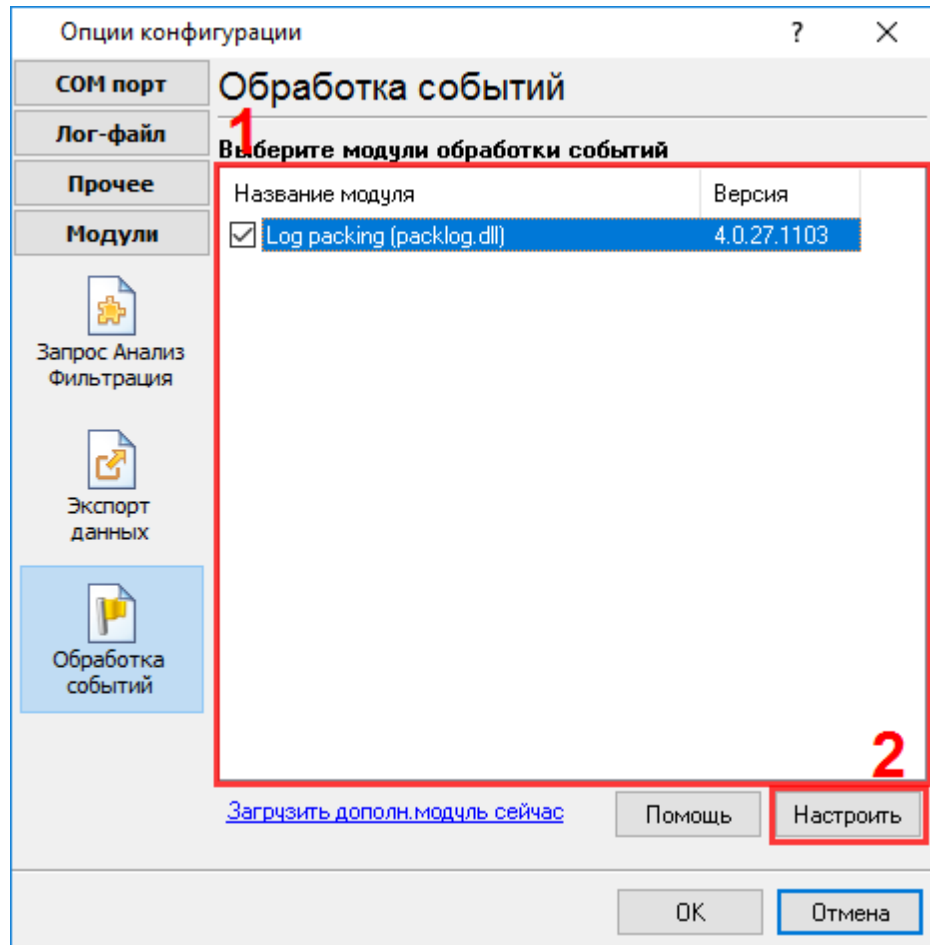 Опции конфигурации
?
COM порт
Лог-файл
Прочее
Модули
Запрос Анализ
Фильтрация
Экспорт
данных
Обработка
событий
Обработка событий
1
Выберите модули обработки событий
Название модуля Версия
Log packing (packlog.dll) 4.0.27.1103
2
Загрузить дополн.модуль сейчас
Помощь
Настроить
OK
Отмена